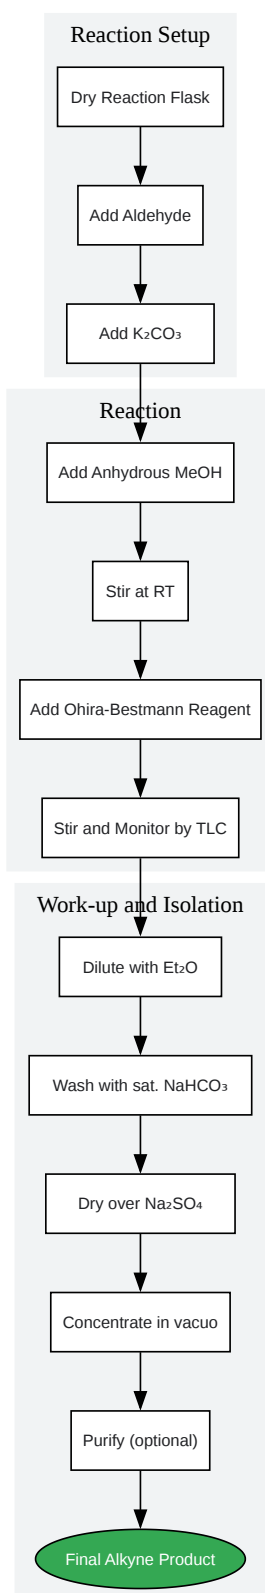 Reaction Setup
Dry Reaction Flask
Add Aldehyde
Add K₂CO₃
Reaction
Add Anhydrous MeOH
Stir at RT
Add Ohira-Bestmann Reagent
Stir and Monitor by TLC
Work-up and Isolation
Dilute with Et₂O
Wash with sat. NaHCO₃
Dry over Na₂SO₄
Concentrate in vacuo
Purify (optional)
Final Alkyne Product